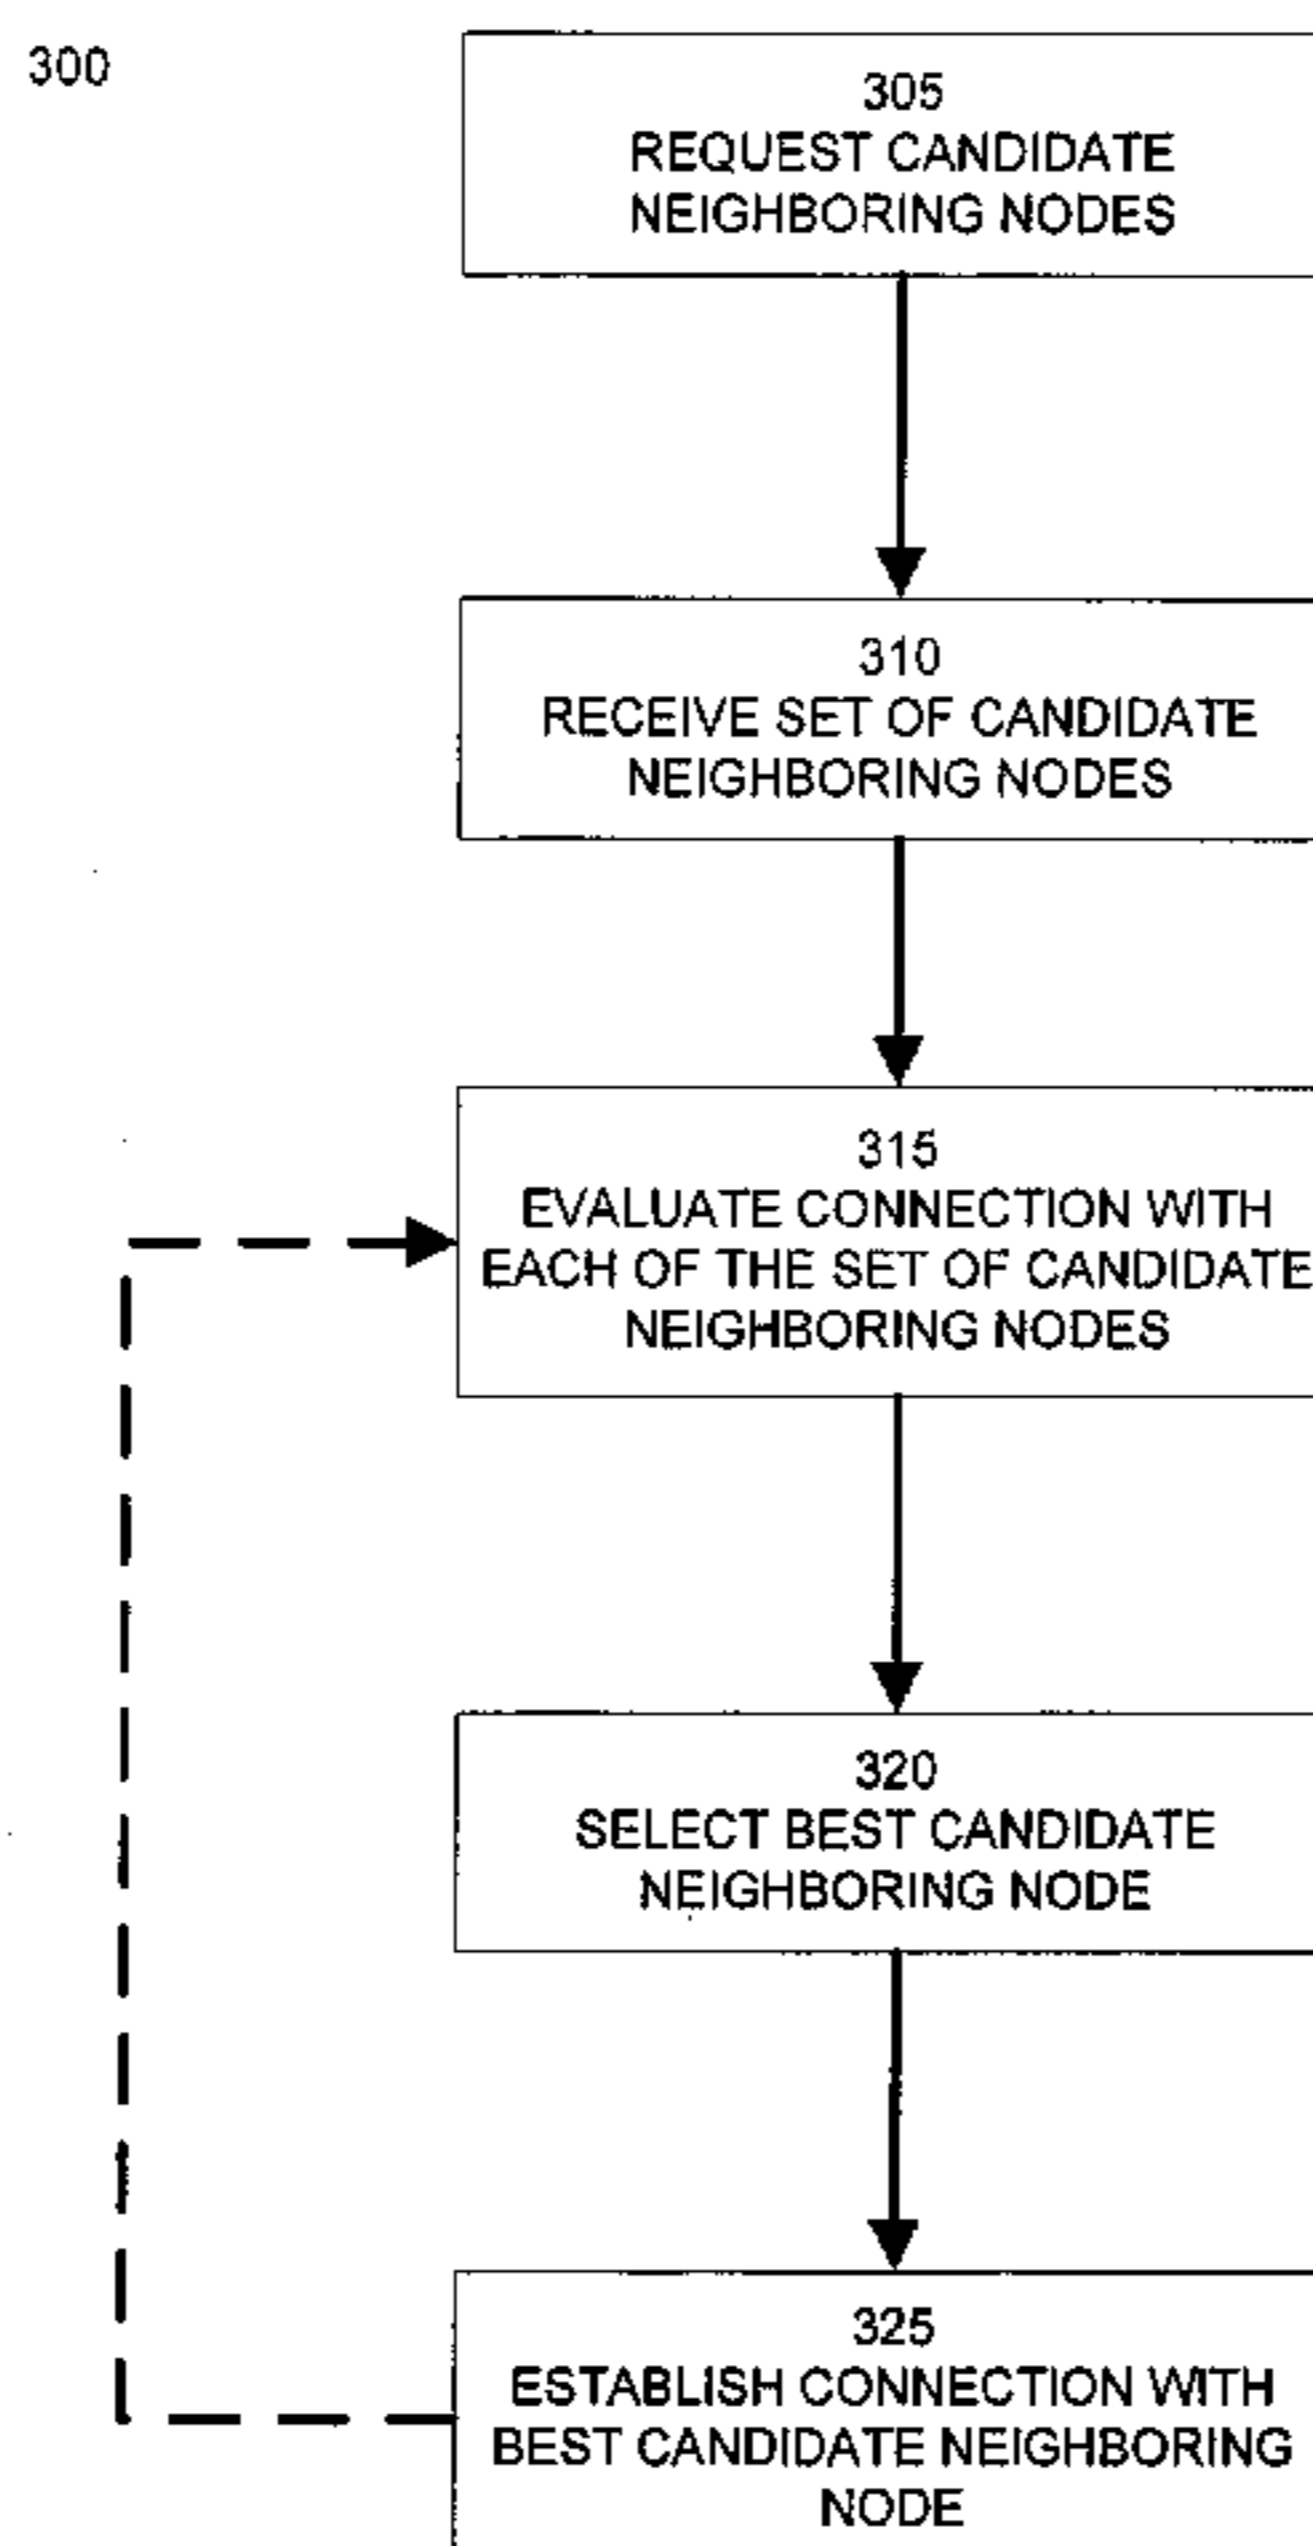 300
305
REQUEST CANDIDATE
NEIGHBORING NODES
310
RECEIVE SET OF CANDIDATE
NEIGHBORING NODES
315
EVALUATE CONNECTION WITH
EACH OF THE SET OF CANDIDATE
NEIGHBORING NODES
320
SELECT BEST CANDIDATE
NEIGHBORING NODE
325
ESTABLISH CONNECTION WITH
BEST CANDIDATE NEIGHBORING
NODE